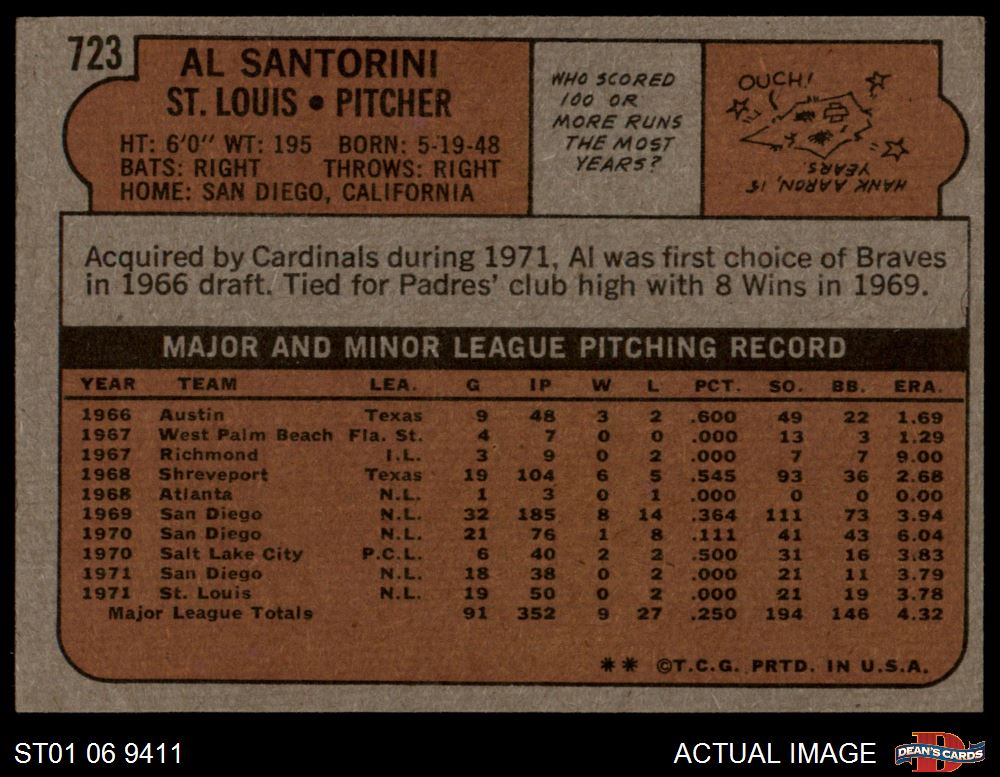 723
AL SANTORINI
ST. LOUIS • PITCHER
HT: 6'0" WT: 195 BORN: 5-19-48
BATS: RIGHT THROWS: RIGHT
HOME: SAN DIEGO, CALIFORNIA
WHO SCORED
100 OR
MORE RUNS
THE MOST
YEARS?
OUCH!
HANK AARON, 15
YEARS.
Acquired by Cardinals during 1971, Al was first choice of Braves
in 1966 draft. Tied for Padres' club high with 8 Wins in 1969.
MAJOR AND MINOR LEAGUE PITCHING RECORD
YEAR TEAM LEA. G IP W L PCT. SO. BB. ERA.
1966 Austin Texas 9 48 3 2 .600 49 22 1.69
1967 West Palm Beach Fla. St. 4 7 0 0 .000 13 3 1.29
1967 Richmond I.L. 3 9 0 2 .000 7 7 9.00
1968 Shreveport Texas 19 104 6 5 .545 93 36 2.68
1968 Atlanta N.L. 1 3 0 1 .000 0 0 0.00
1969 San Diego N.L. 32 185 8 14 .364 111 73 3.94
1970 San Diego N.L. 21 76 1 8 .111 41 43 6.04
1970 Salt Lake City P.C.L. 6 40 2 2 .500 31 16 3.83
1971 San Diego N.L. 18 38 0 2 .000 21 11 3.79
1971 St. Louis N.L. 19 50 0 2 .000 21 19 3.78
Major League Totals 91 352 9 27 .250 194 146 4.32
** ©T.C.G. PRTD. IN U.S.A.
ST01 06 9411
ACTUAL IMAGE
D
DEAN'S CARDS